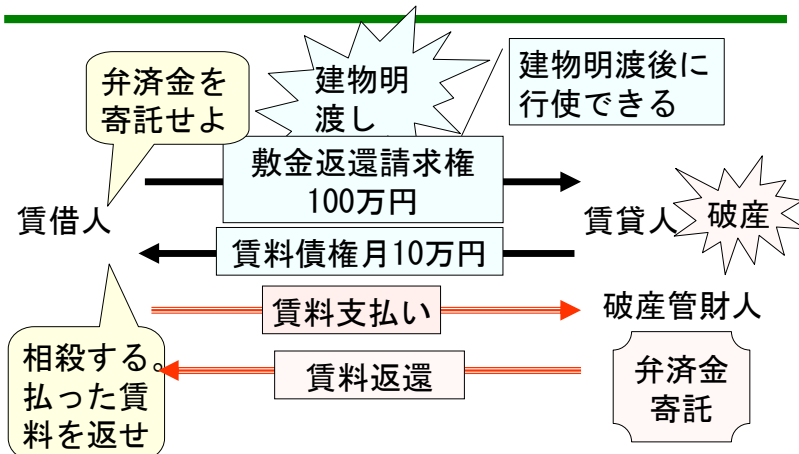 弁済金を
寄託せよ
建物明
渡し
建物明渡後に
行使できる
敷金返還請求権
100万円
賃借人
賃貸人
破産
賃料債権月10万円
賃料支払い
破産管財人
相殺する。
払った賃
料を返せ
賃料返還
弁済金
寄託